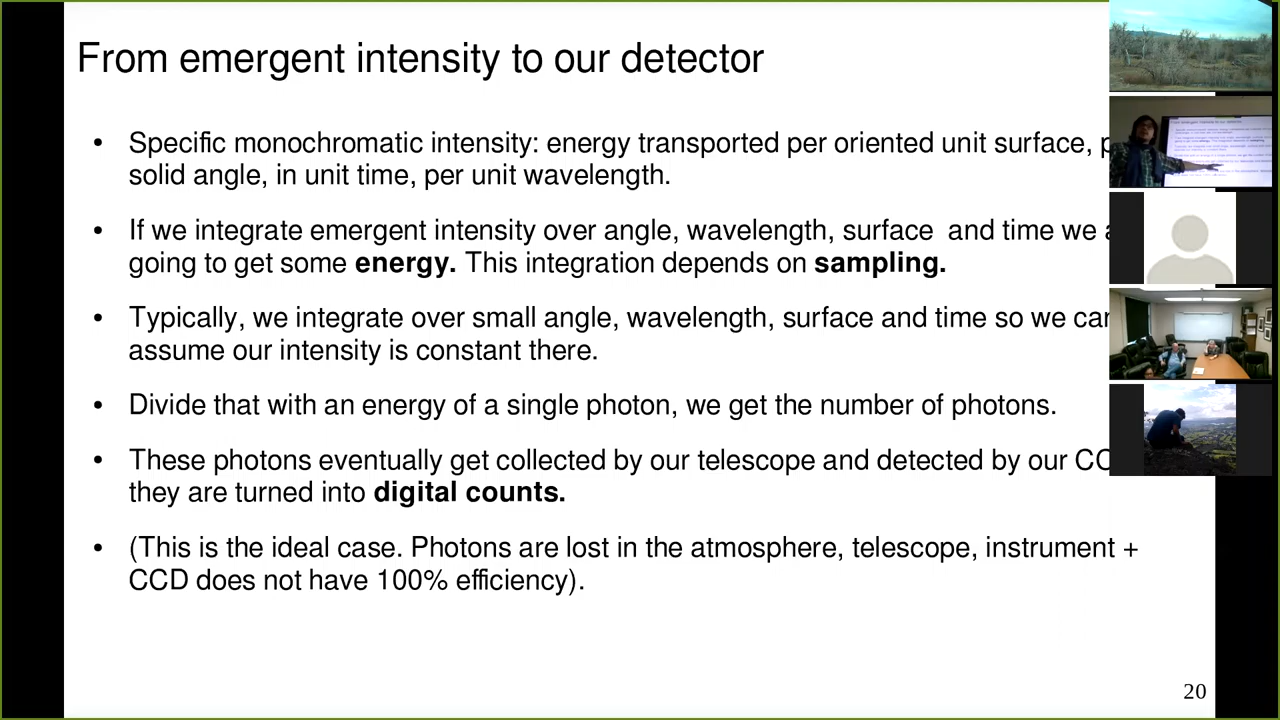 From emergent intensity to our detector
• Specific monochromatic intensity: energy transported per oriented unit surface,
solid angle, in unit time, per unit wavelength.
• If we integrate emergent intensity over angle, wavelength, surface and time we
going to get some energy. This integration depends on sampling.
• Typically, we integrate over small angle, wavelength, surface and time so we can
assume our intensity is constant there.
• Divide that with an energy of a single photon, we get the number of photons.
• These photons eventually get collected by our telescope and detected by our
they are turned into digital counts.
• (This is the ideal case. Photons are lost in the atmosphere, telescope, instrument +
CCD does not have 100% efficiency).
20